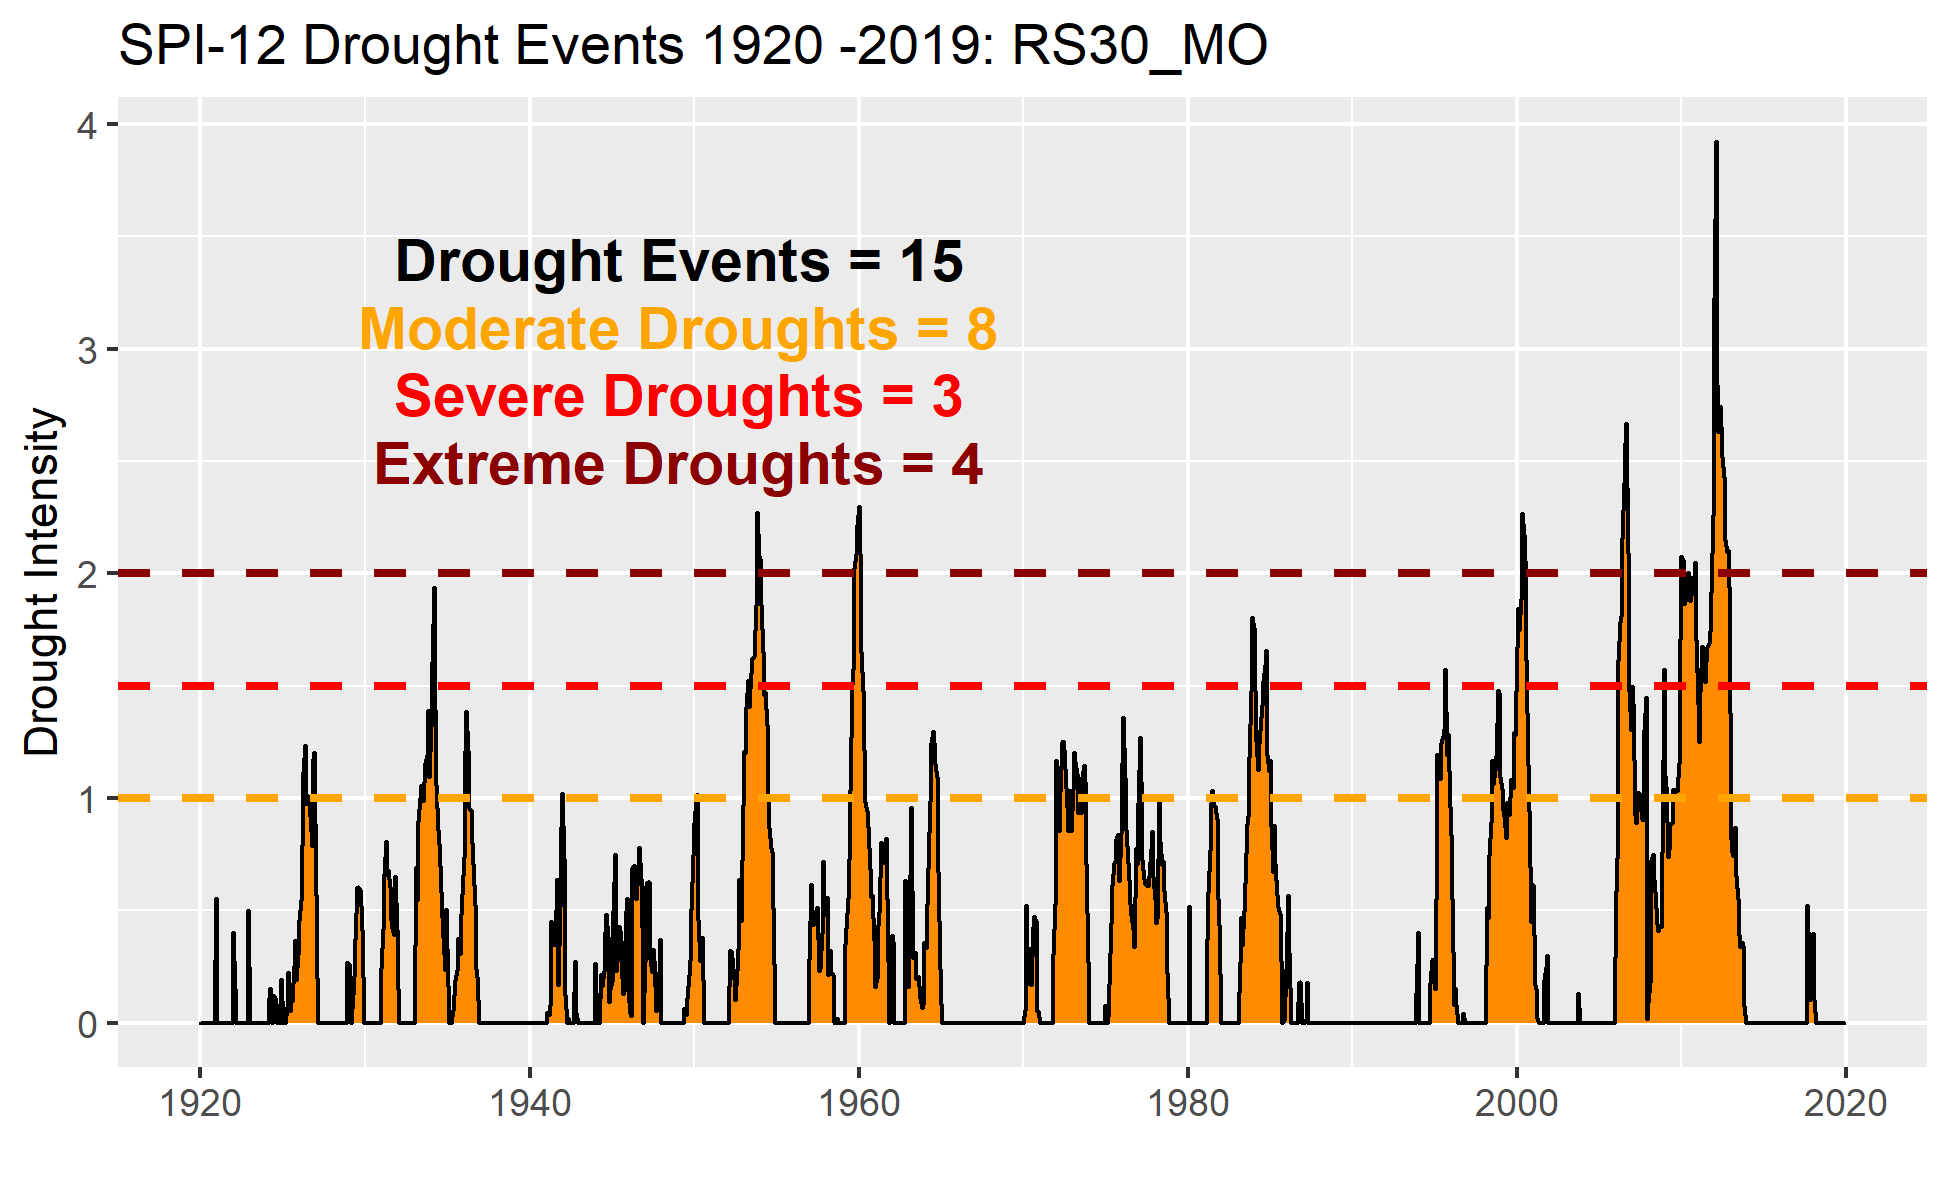 SPI-12 Drought Events 1920 -2019: RS30_MO
4
3
2
1
0
Drought Intensity
Drought Events = 15
Moderate Droughts = 8
Severe Droughts = 3
Extreme Droughts = 4
1920 1940 1960 1980 2000 2020